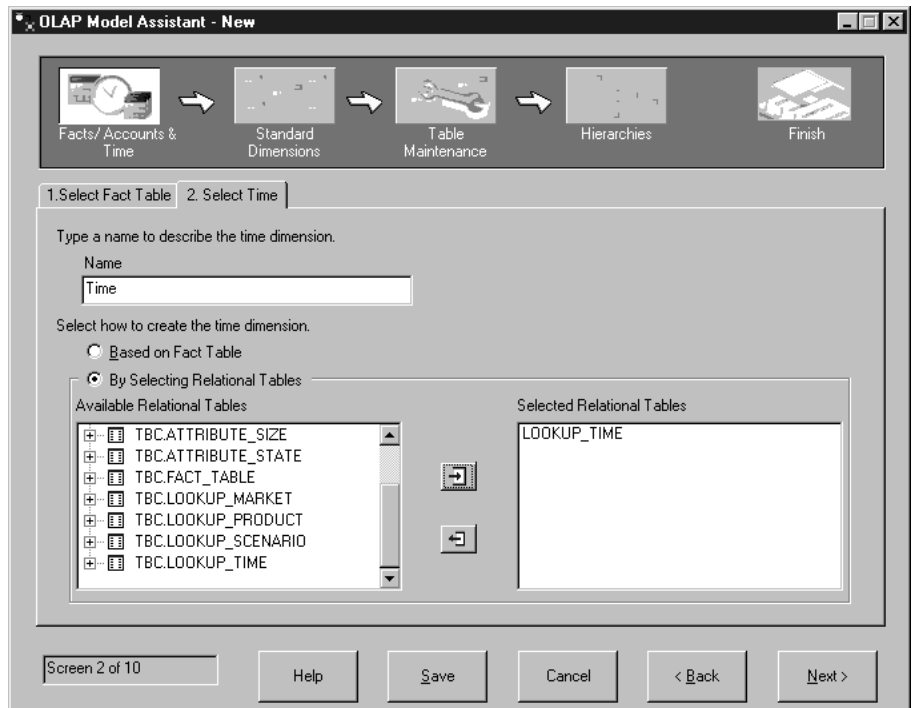 OLAP Model Assistant - New
Facts/ Accounts &
Time
Standard
Dimensions
Table
Maintenance
Hierarchies
Finish
1.Select Fact Table
2. Select Time
Type a name to describe the time dimension.
Name
Time
Select how to create the time dimension.
Based on Fact Table
By Selecting Relational Tables
Available Relational Tables
TBC.ATTRIBUTE_SIZE
TBC.ATTRIBUTE_STATE
TBC.FACT_TABLE
TBC.LOOKUP_MARKET
TBC.LOOKUP_PRODUCT
TBC.LOOKUP_SCENARIO
TBC.LOOKUP_TIME
Selected Relational Tables
LOOKUP_TIME
Screen 2 of 10
Help
Save
Cancel
< Back
Next >